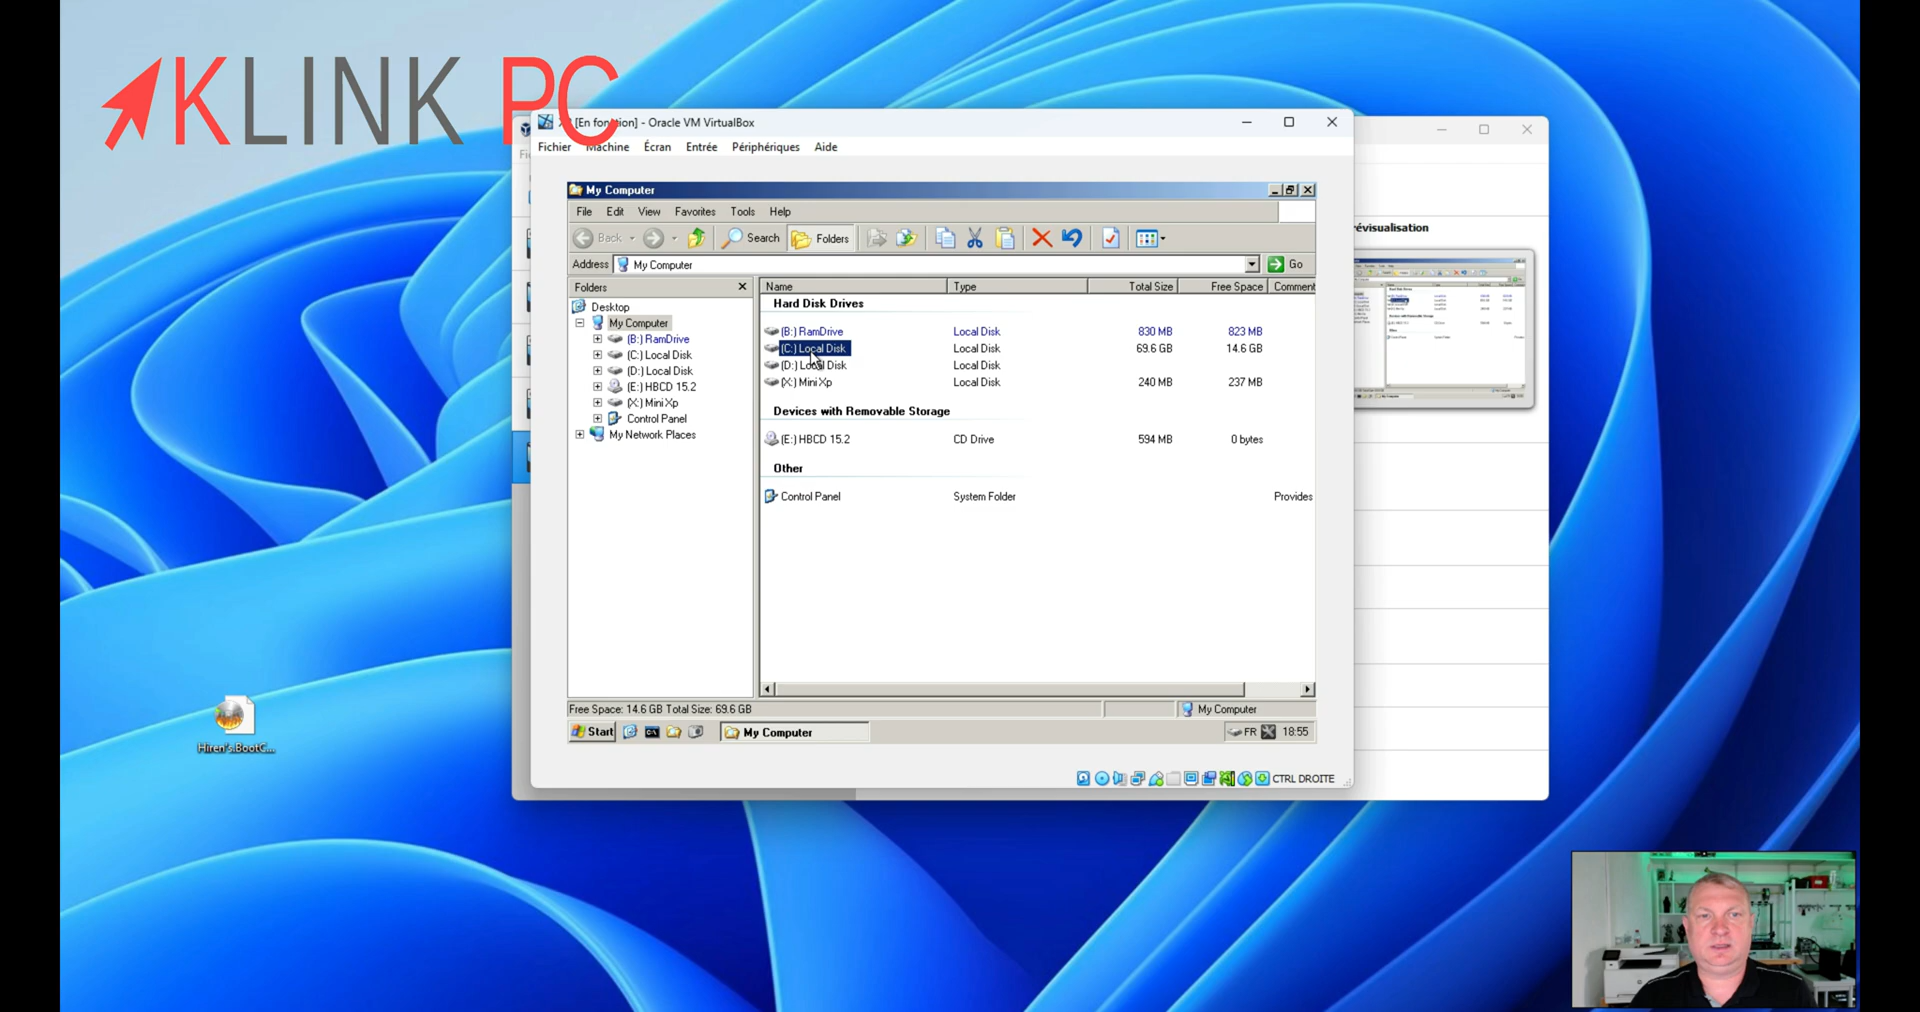 KLINK PC
[En fonction] - Oracle VM VirtualBox
Fichier Machine Écran Entrée Périphériques Aide
My Computer
File Edit View Favorites Tools Help
Back Search Folders
Address My Computer Go
Folders
Desktop
My Computer
(B:) RamDrive
(C:) Local Disk
(D:) Local Disk
(E:) HBCD 15.2
(X:) Mini Xp
Control Panel
My Network Places
Name Type Total Size Free Space Comment
Hard Disk Drives
(B:) RamDrive Local Disk 830 MB 823 MB
(C:) Local Disk Local Disk 69.6 GB 14.6 GB
(D:) Local Disk Local Disk
(X:) Mini Xp Local Disk 240 MB 237 MB
Devices with Removable Storage
(E:) HBCD 15.2 CD Drive 594 MB 0 bytes
Other
Control Panel System Folder Provides
Free Space: 14.6 GB Total Size: 69.6 GB My Computer
Start My Computer FR 18:55
CTRL DROITE
révisualisation
Hiren's.BootC...